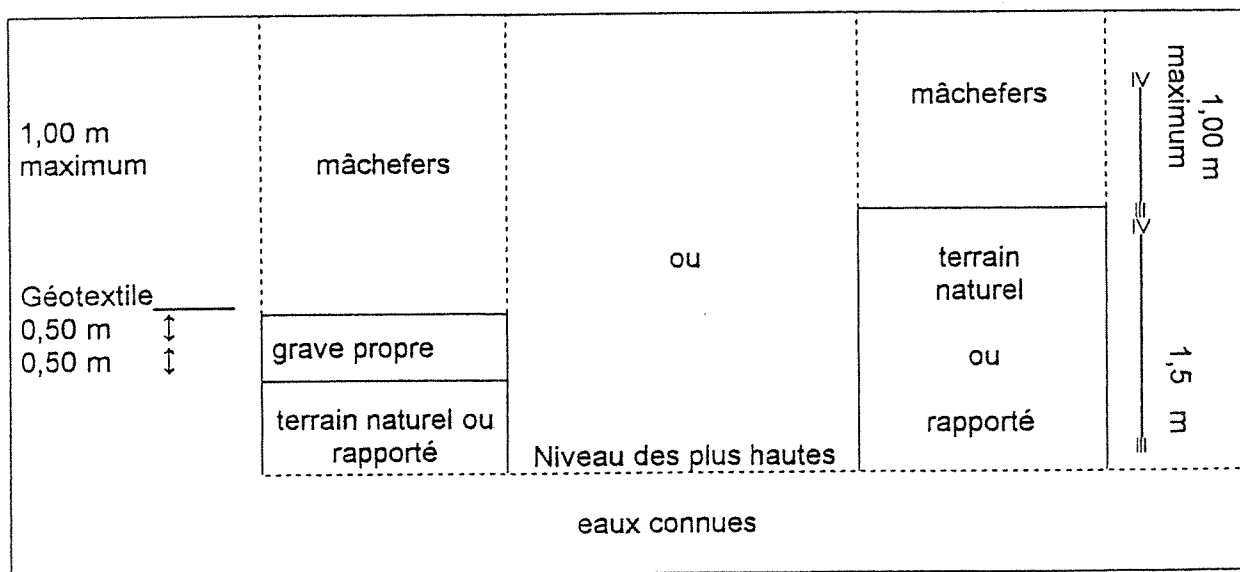 1,00 m
maximum
mâchefers
Géotextile
0,50 m ↕
0,50 m ↕
grave propre
terrain naturel ou
rapporté
ou
Niveau des plus hautes
eaux connues
mâchefers
terrain
naturel
ou
rapporté
1,00 m
maximum
1,5 m